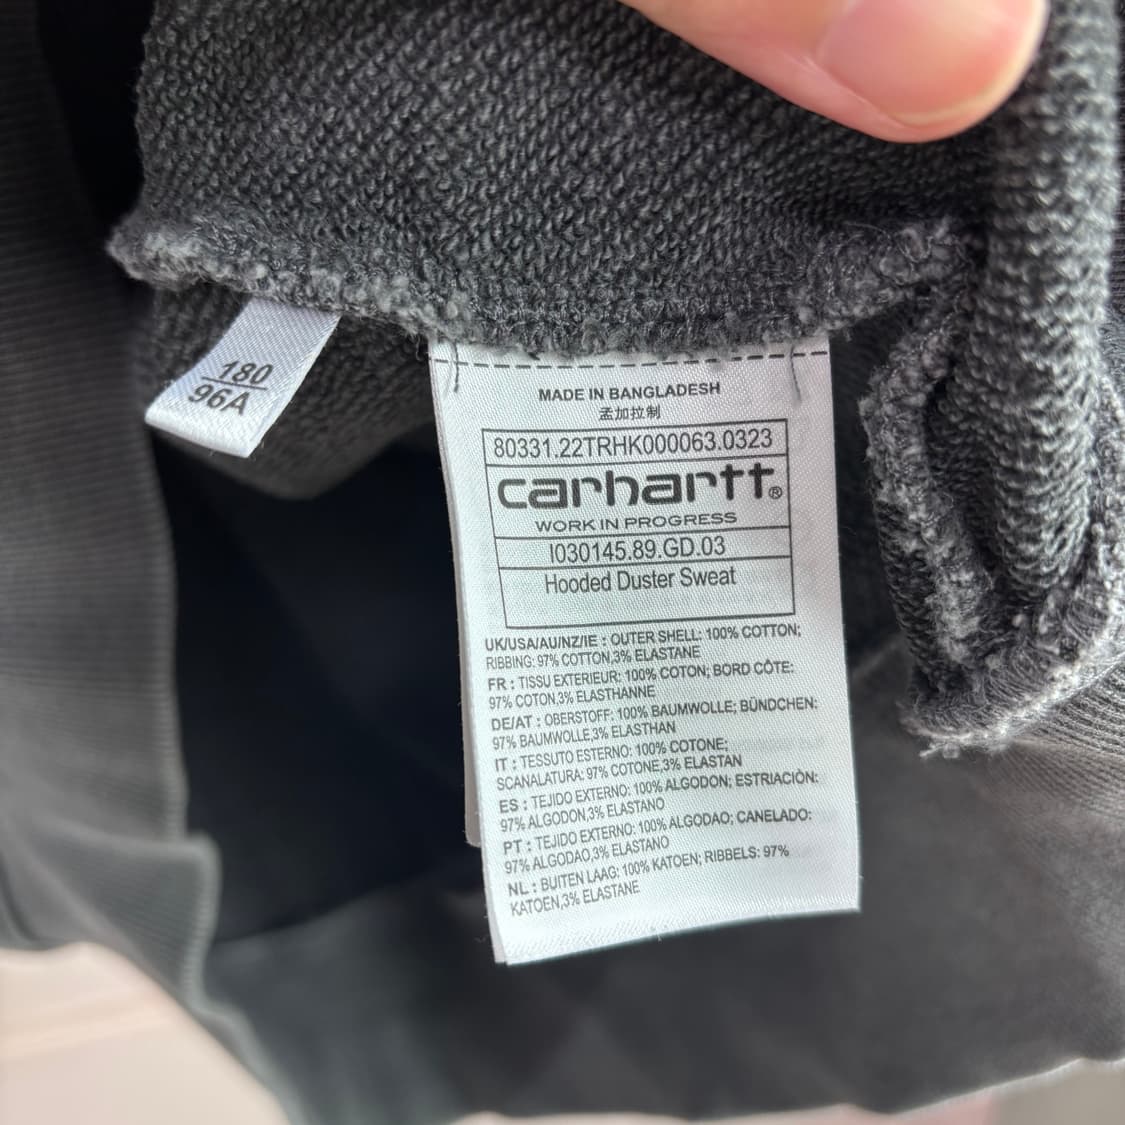 180
96A
MADE IN BANGLADESH
孟加拉制
80331.22TRHK000063.0323
carhartt®
WORK IN PROGRESS
I030145.89.GD.03
Hooded Duster Sweat
UK/USA/AU/NZ/IE : OUTER SHELL: 100% COTTON;
RIBBING: 97% COTTON,3% ELASTANE
FR : TISSU EXTERIEUR: 100% COTON; BORD CÔTE:
97% COTON,3% ELASTHANNE
DE/AT : OBERSTOFF: 100% BAUMWOLLE; BÜNDCHEN:
97% BAUMWOLLE,3% ELASTHAN
IT : TESSUTO ESTERNO: 100% COTONE;
SCANALATURA: 97% COTONE,3% ELASTAN
ES : TEJIDO EXTERNO: 100% ALGODON; ESTRIACIÒN:
97% ALGODON,3% ELASTANO
PT : TEJIDO EXTERNO: 100% ALGODAO; CANELADO:
97% ALGODAO,3% ELASTANO
NL : BUITEN LAAG: 100% KATOEN; RIBBELS: 97%
KATOEN,3% ELASTANE